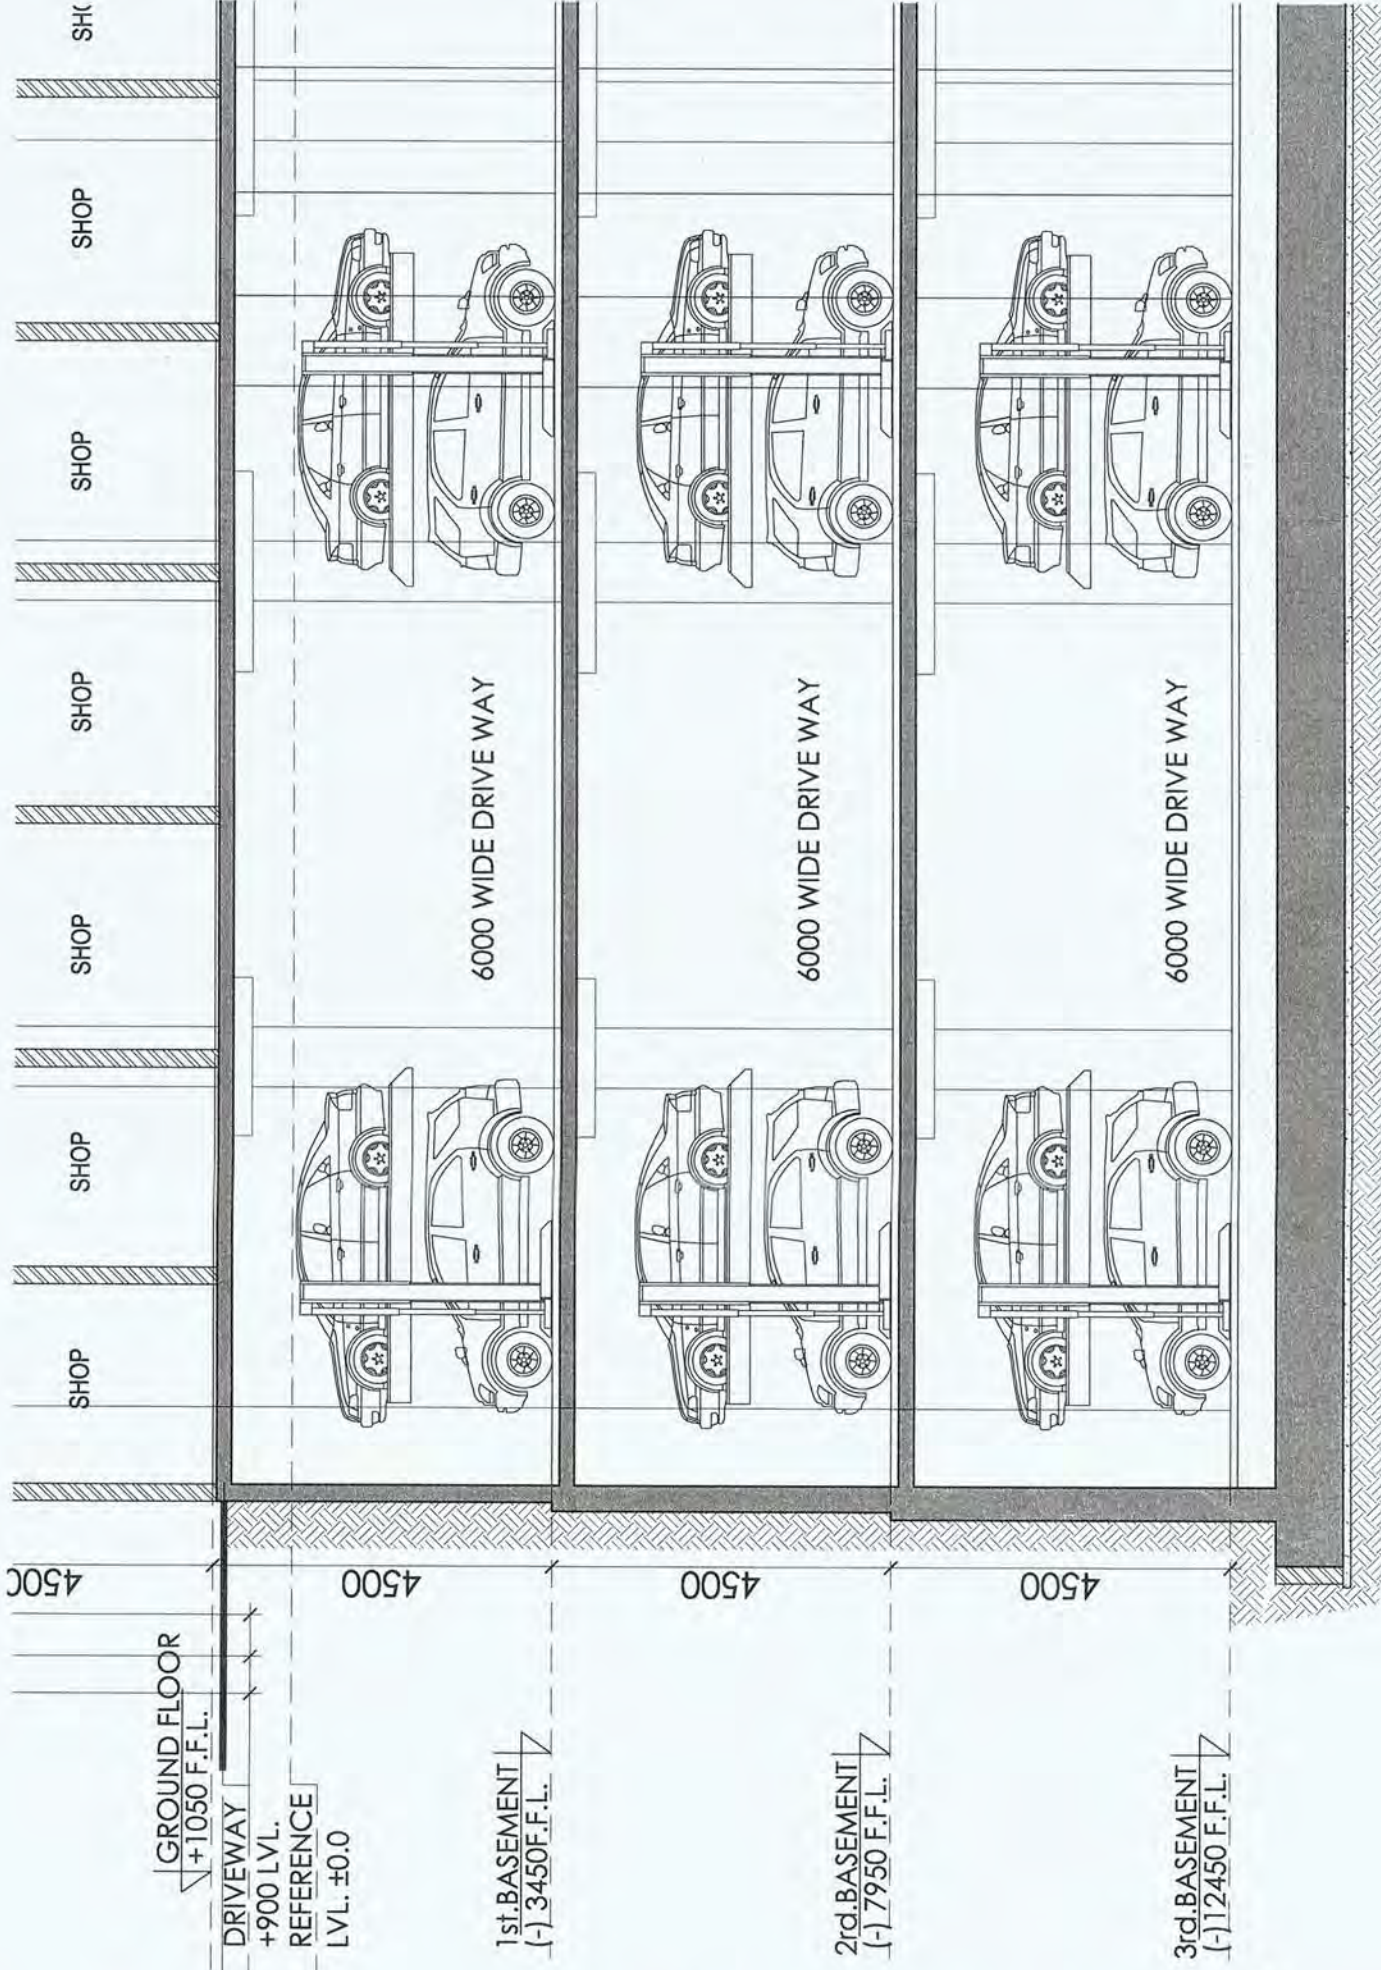 SHOP
SHOP
SHOP
SHOP
SHOP
SHOP
4500
GROUND FLOOR
+1050 F.F.L.
DRIVEWAY
+900 LVL.
REFERENCE
LVL. ±0.0
4500
6000 WIDE DRIVE WAY
1st.BASEMENT
(-) 3450F.F.L.
4500
6000 WIDE DRIVE WAY
2rd.BASEMENT
(-) 7950 F.F.L.
4500
6000 WIDE DRIVE WAY
3rd.BASEMENT
(-)12450 F.F.L.